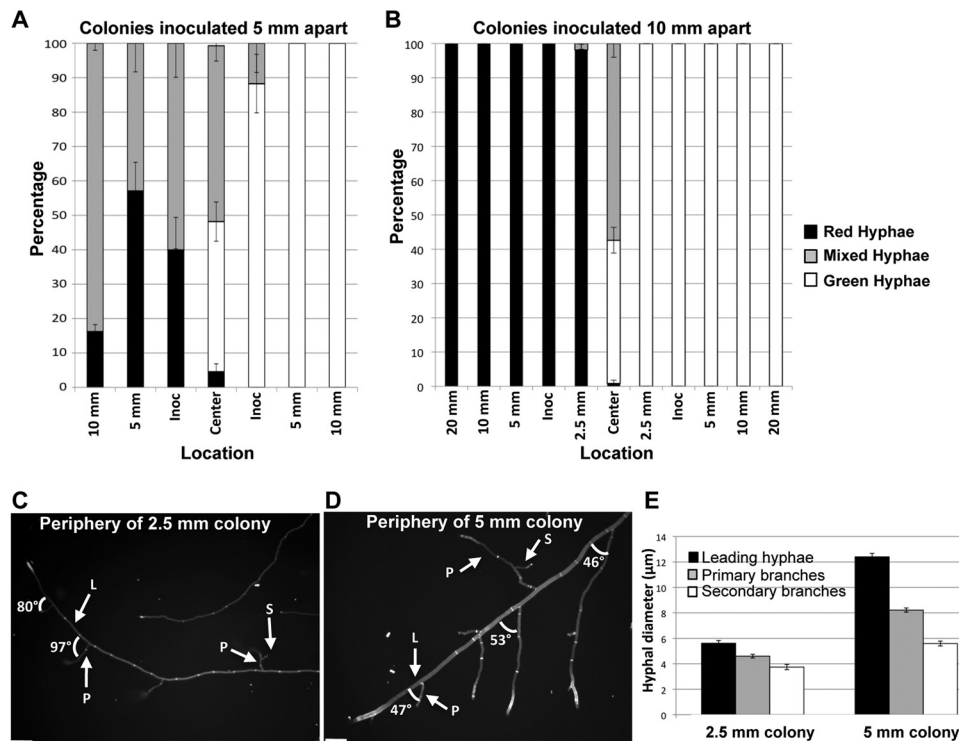 A
Colonies inoculated 5 mm apart
Percentage
100
90
80
70
60
50
40
30
20
10
0
10 mm
5 mm
Inoc
Center
Inoc
5 mm
10 mm
Location
B
Colonies inoculated 10 mm apart
Percentage
100
90
80
70
60
50
40
30
20
10
0
20 mm
10 mm
5 mm
Inoc
2.5 mm
Center
2.5 mm
Inoc
5 mm
10 mm
20 mm
Location
Red Hyphae
Mixed Hyphae
Green Hyphae
C
Periphery of 2.5 mm colony
L
80°
97°
P
P
S
D
Periphery of 5 mm colony
S
P
46°
53°
L
47°
P
E
Hyphal diameter (µm)
14
12
10
8
6
4
2
0
Leading hyphae
Primary branches
Secondary branches
2.5 mm colony
5 mm colony